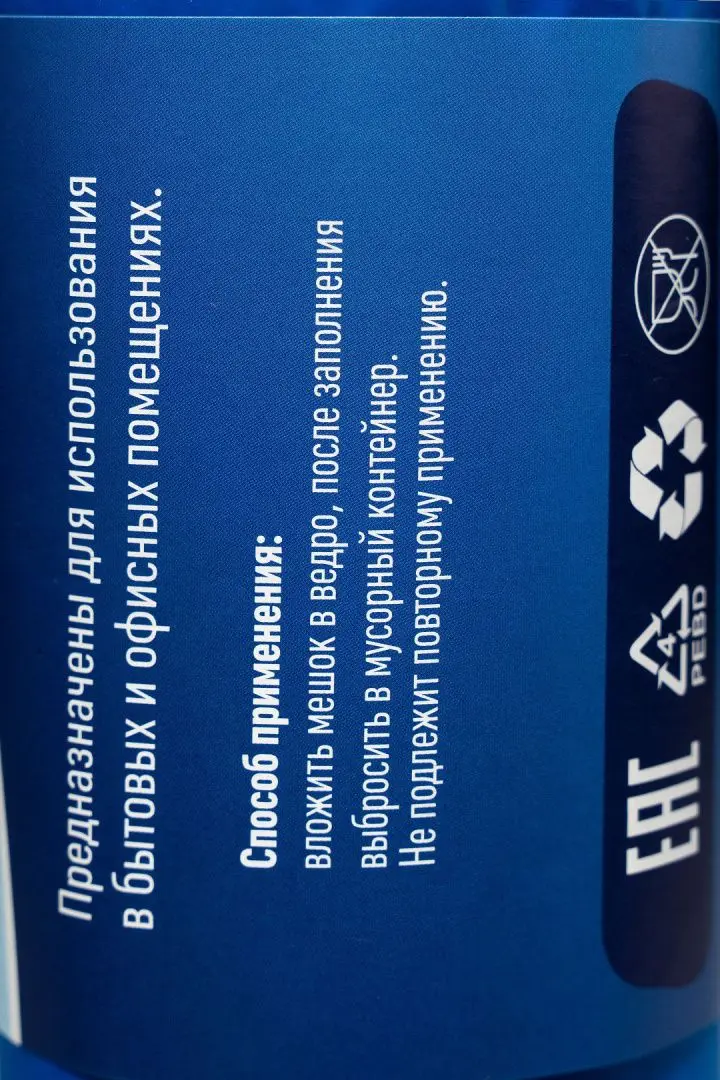 Предназначены для использования
в бытовых и офисных помещениях.
Способ применения:
вложить мешок в ведро, после заполнения
выбросить в мусорный контейнер.
Не подлежит повторному применению.
EAC
4
PEBD